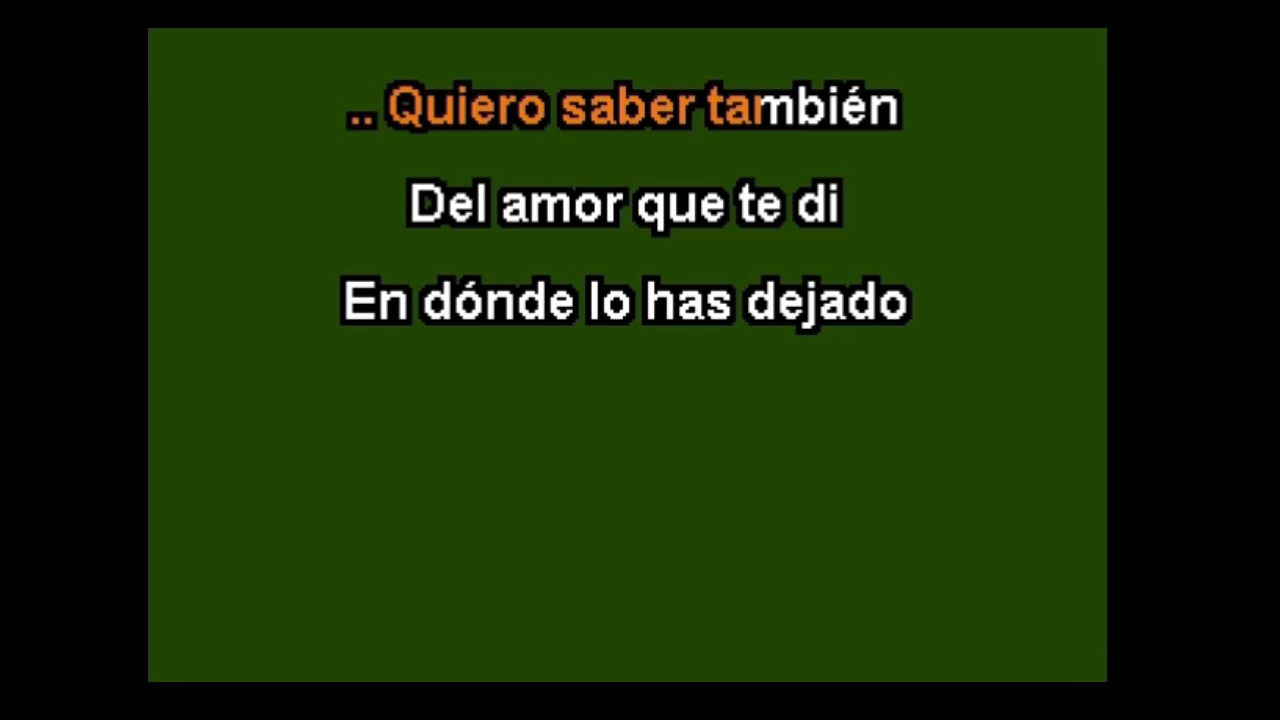 .. Quiero saber también
Del amor que te di
En dónde lo has dejado